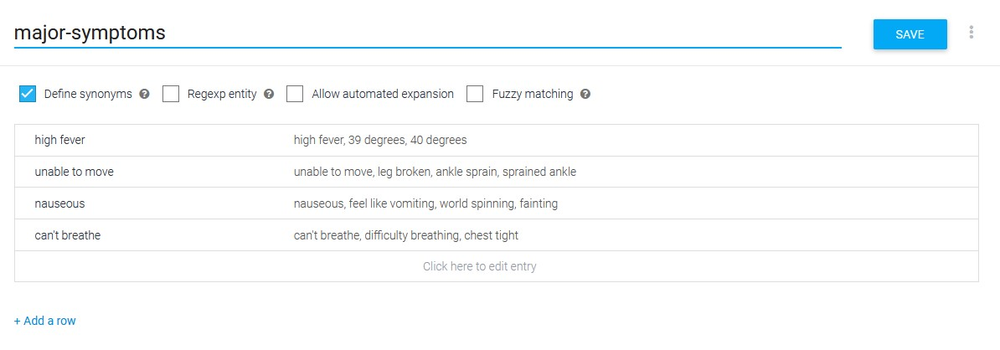 major-symptoms
SAVE
Define synonyms ? Regexp entity ? Allow automated expansion Fuzzy matching ?
high fever high fever, 39 degrees, 40 degrees
unable to move unable to move, leg broken, ankle sprain, sprained ankle
nauseous nauseous, feel like vomiting, world spinning, fainting
can't breathe can't breathe, difficulty breathing, chest tight
Click here to edit entry
+ Add a row